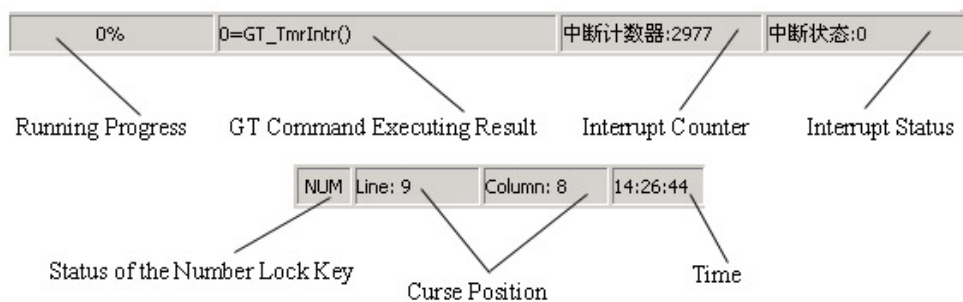 0% 0=GT_TmrIntr() 中断计数器:2977 中断状态:0
Running Progress GT Command Executing Result Interrupt Counter Interrupt Status
NUM Line: 9 Column: 8 14:26:44
Status of the Number Lock Key Curse Position Time